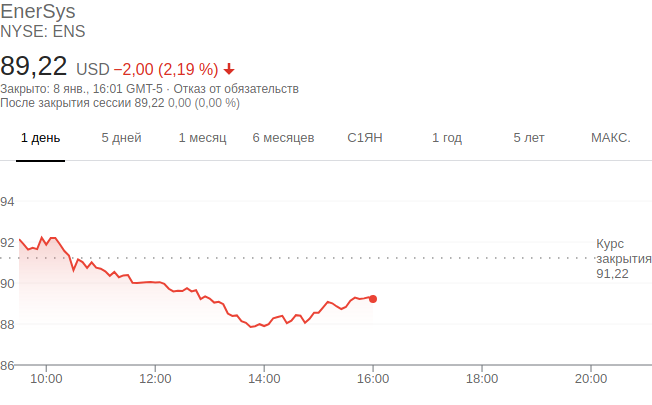 EnerSys
NYSE: ENS
89,22 USD −2,00 (2,19 %)
Закрыто: 8 янв., 16:01 GMT-5 · Отказ от обязательств
После закрытия сессии 89,22 0,00 (0,00 %)
1 день 5 дней 1 месяц 6 месяцев С1ЯН 1 год 5 лет МАКС.
94
92
Курс
закрытия
91,22
90
88
86
10:00 12:00 14:00 16:00 18:00 20:00